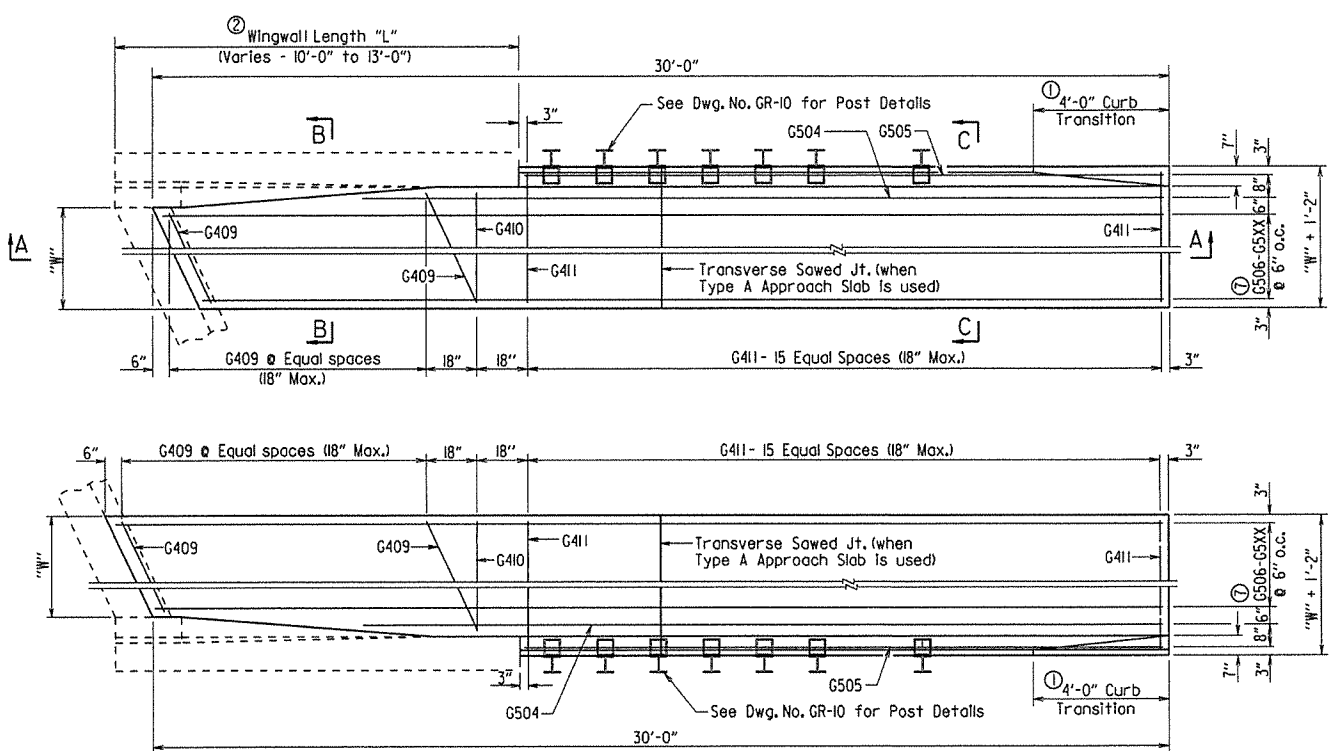 ② Wingwall Length "L"
(Varies - 10'-0" to 13'-0")
30'-0"
① 4'-0" Curb
Transition
See Dwg. No. GR-10 for Post Details
3"
B
G504
G505
C
7"
3"
8"
6"
⑦ G506-G5XX
@ 6" o.c.
"W" + 1'-2"
3"
A
"W"
G409
G410
G411
G409
G411
A
Transverse Sawed Jt. (when
Type A Approach Slab is used)
B
C
6"
G409 @ Equal spaces
(18" Max.)
18"
18"
G411- 15 Equal Spaces (18" Max.)
3"
6"
G409 @ Equal spaces (18" Max.)
18"
18"
G411- 15 Equal Spaces (18" Max.)
3"
3"
"W"
G409
G409
G410
G411
Transverse Sawed Jt. (when
Type A Approach Slab is used)
G411
⑦ G506-G5XX
@ 6" o.c.
"W" + 1'-2"
6"
8"
7"
3"
3"
G504
G505
See Dwg. No. GR-10 for Post Details
① 4'-0" Curb
Transition
30'-0"